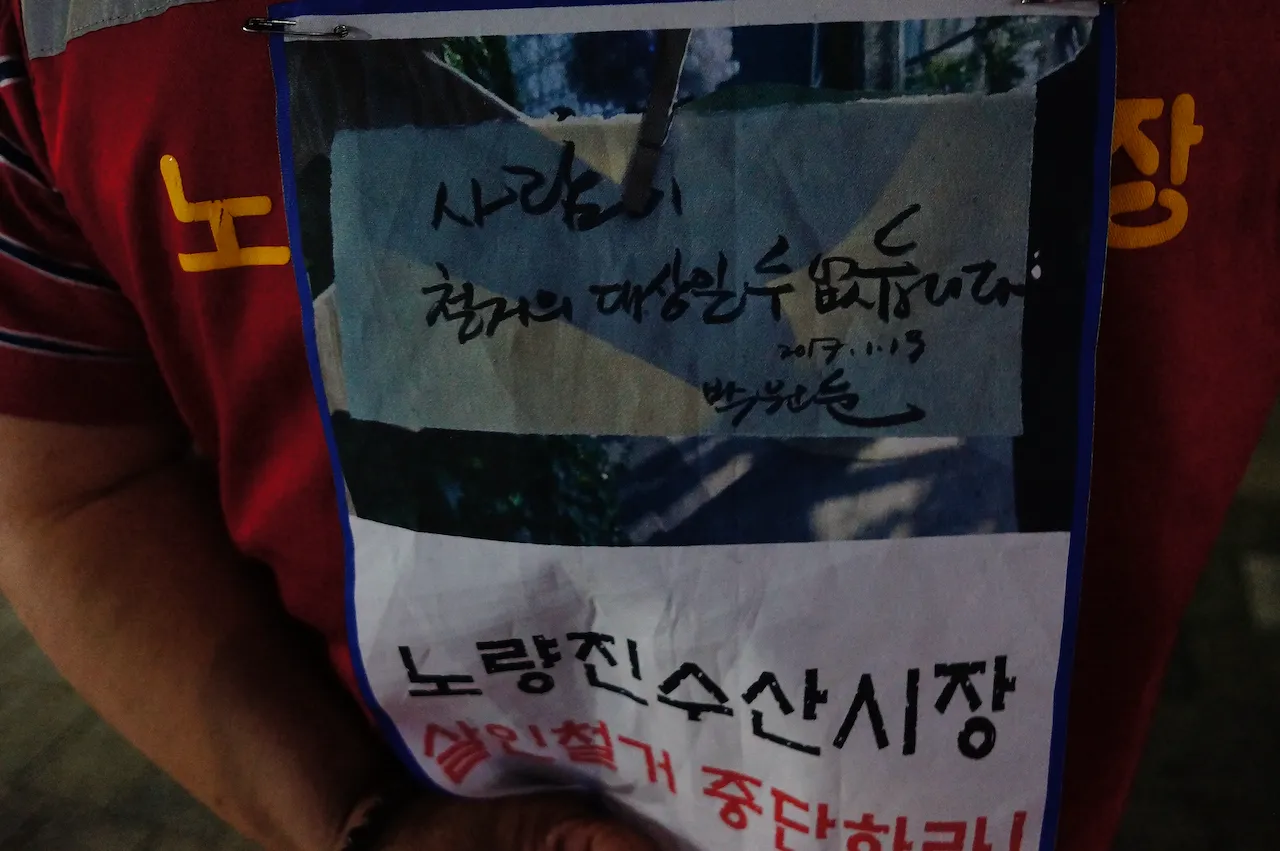 노
장
사람이
철거의 대상일 수 없습니다
2017.1.13
박원순
노량진수산시장
살인철거 중단하라!